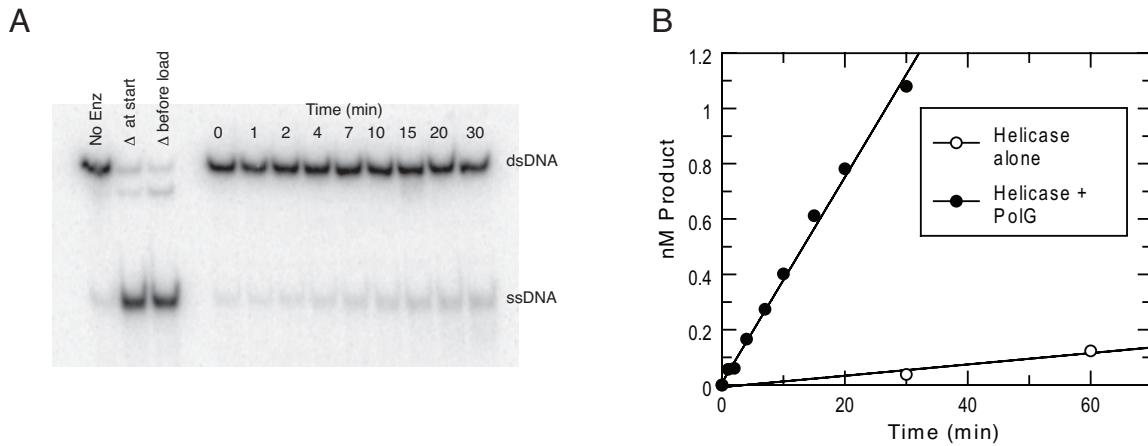 A
No Enz
Δ at start
Δ before load
Time (min)
0 1 2 4 7 10 15 20 30
dsDNA
ssDNA
B
1.2
1
0.8
0.6
0.4
0.2
0
nM Product
0 20 40 60
Time (min)
Helicase
alone
Helicase +
PolG